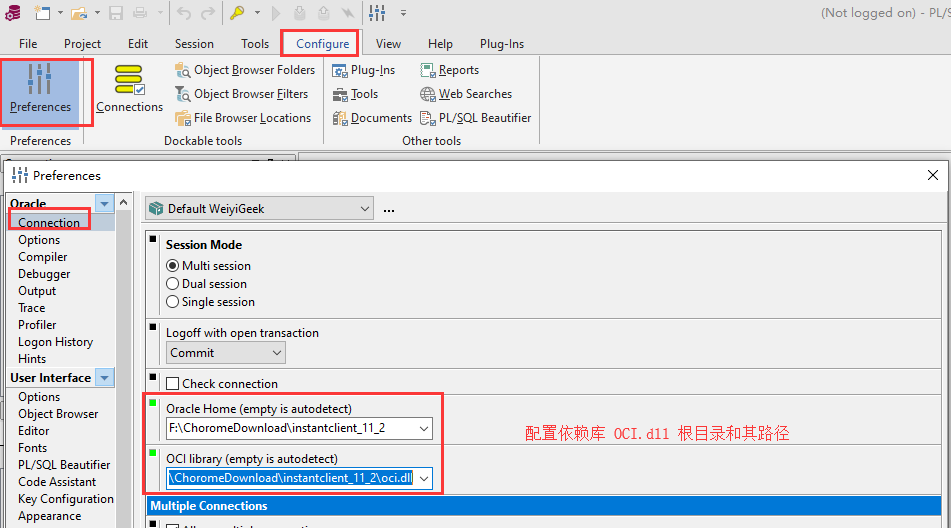 (Not logged on) - PL/S
File Project Edit Session Tools Configure View Help Plug-Ins
Preferences
Connections
Object Browser Folders
Object Browser Filters
File Browser Locations
Plug-Ins
Tools
Documents
Reports
Web Searches
PL/SQL Beautifier
Preferences Dockable tools Other tools
Preferences
Oracle
Connection
Options
Compiler
Debugger
Output
Trace
Profiler
Logon History
Hints
User Interface
Options
Object Browser
Editor
Fonts
PL/SQL Beautifier
Code Assistant
Key Configuration
Appearance
Default WeiyiGeek
...
Session Mode
Multi session
Dual session
Single session
Logoff with open transaction
Commit
Check connection
Oracle Home (empty is autodetect)
F:\ChoromeDownload\instantclient_11_2
OCI library (empty is autodetect)
\ChoromeDownload\instantclient_11_2\oci.dll
配置依赖库 OCI.dll 根目录和其路径
Multiple Connections